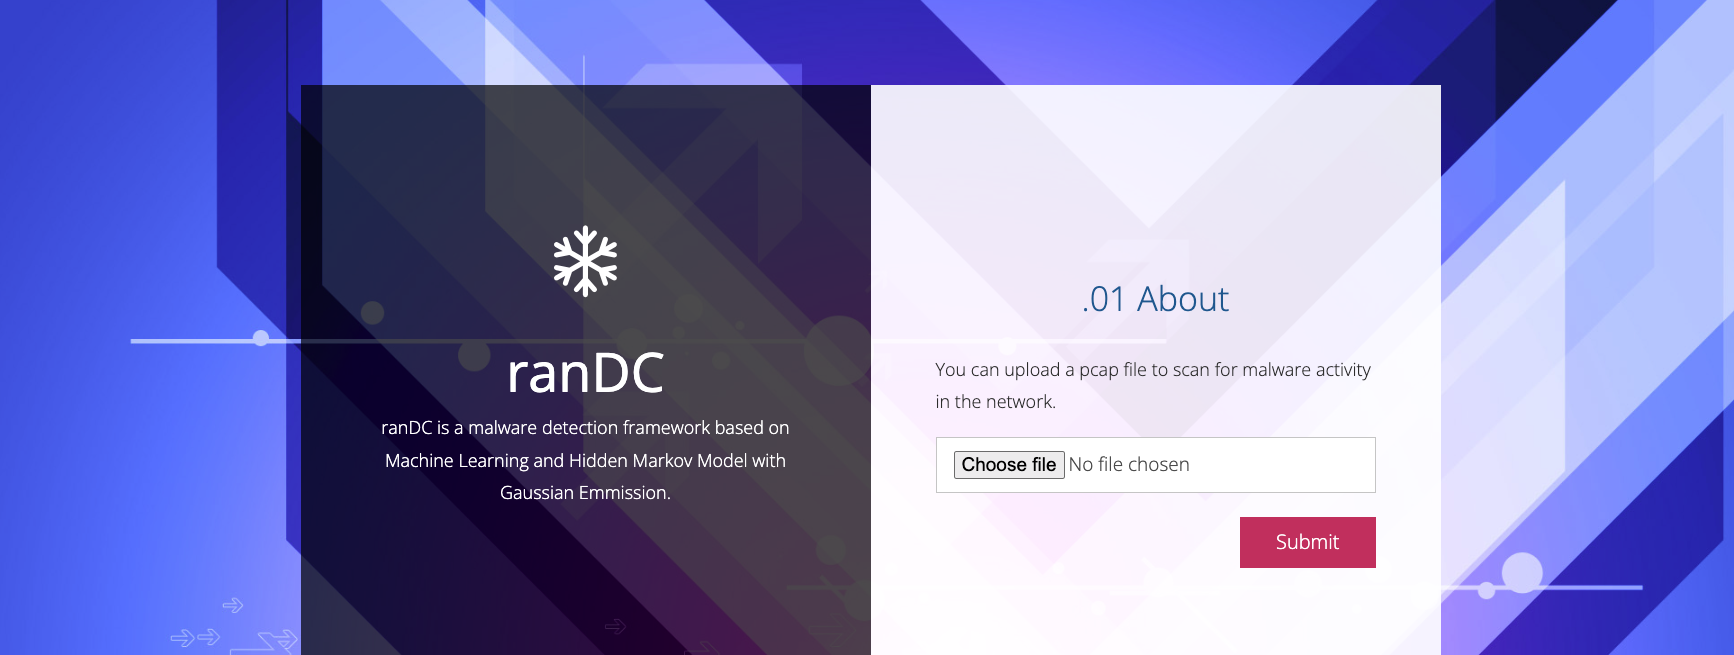 ranDC
ranDC is a malware detection framework based on
Machine Learning and Hidden Markov Model with
Gaussian Emmission.
.01 About
You can upload a pcap file to scan for malware activity
in the network.
Choose file No file chosen
Submit